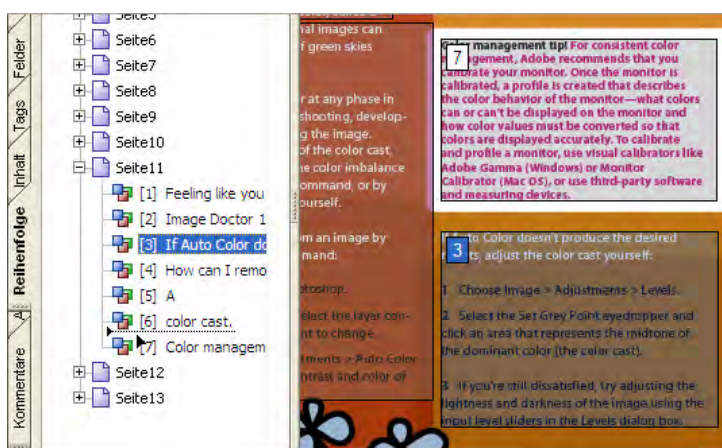 Felder
Tags
Inhalt
Reihenfolge
Kommentare
Seite5
Seite6
Seite7
Seite8
Seite9
Seite10
Seite11
[1] Feeling like you
[2] Image Doctor 1
[3] If Auto Color do
[4] How can I remo
[5] A
[6] color cast.
[7] Color managem
Seite12
Seite13
nal images can
f green skies
r at any phase in
shooting, develop-
g the image.
of the color cast,
e color imbalance
ommand, or by
ourself.
om an image by
mand:
otoshop.
elect the layer con-
nt to change.
tments > Auto Color
ntrast and color of
7
Color management tip! For consistent color
management, Adobe recommends that you
calibrate your monitor. Once the monitor is
calibrated, a profile is created that describes
the color behavior of the monitor—what colors
can or can't be displayed on the monitor and
how color values must be converted so that
colors are displayed accurately. To calibrate
and profile a monitor, use visual calibrators like
Adobe Gamma (Windows) or Monitor
Calibrator (Mac OS), or use third-party software
and measuring devices.
3
If Auto Color doesn't produce the desired
results, adjust the color cast yourself:
1 Choose Image > Adjustments > Levels.
2 Select the Set Grey Point eyedropper and
click an area that represents the midtone of
the dominant color (the color cast).
3 If you're still dissatisfied, try adjusting the
lightness and darkness of the image using the
input level sliders in the Levels dialog box.